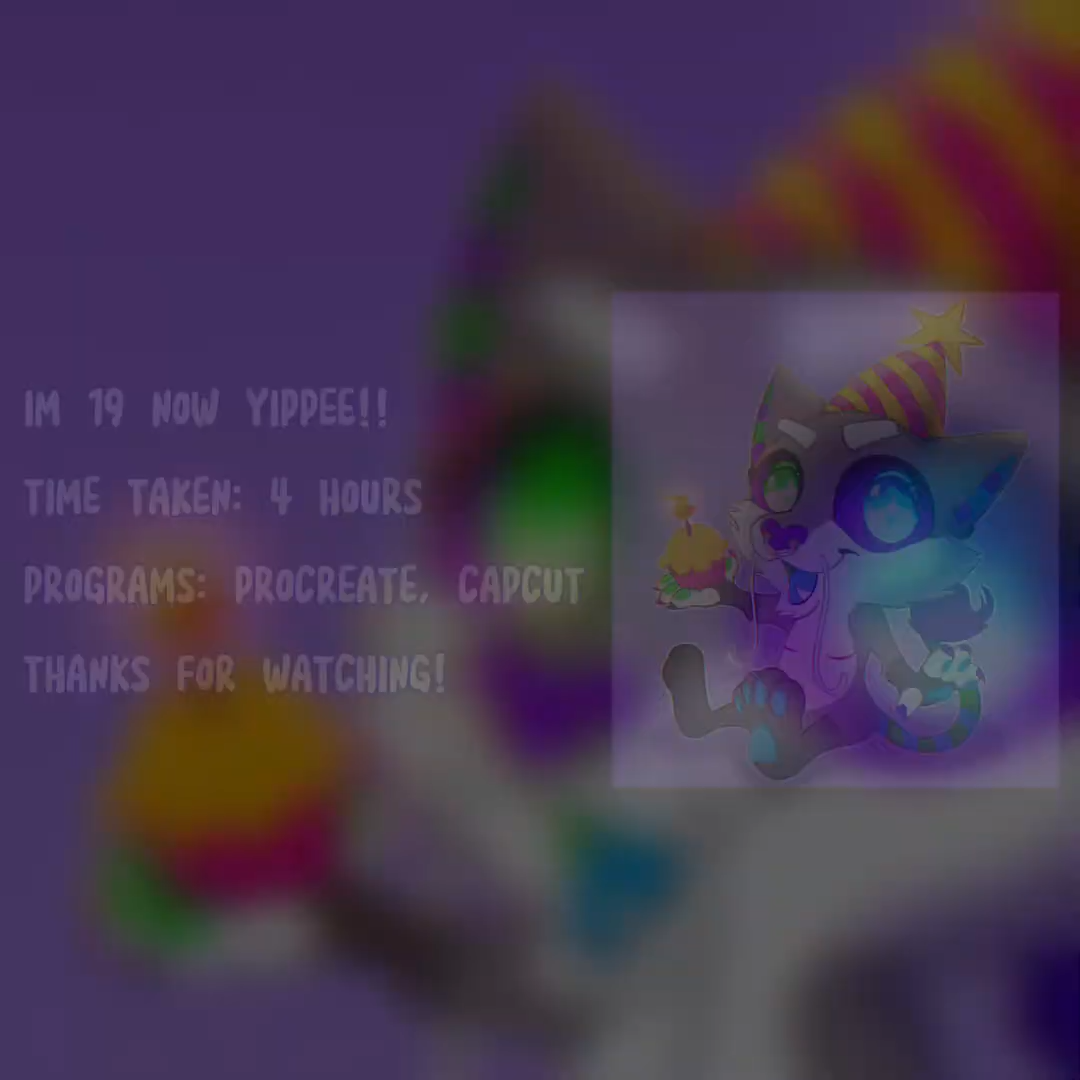 IM 19 NOW YIPPEE!!
TIME TAKEN: 4 HOURS
PROGRAMS: PROCREATE, CAPCUT
THANKS FOR WATCHING!